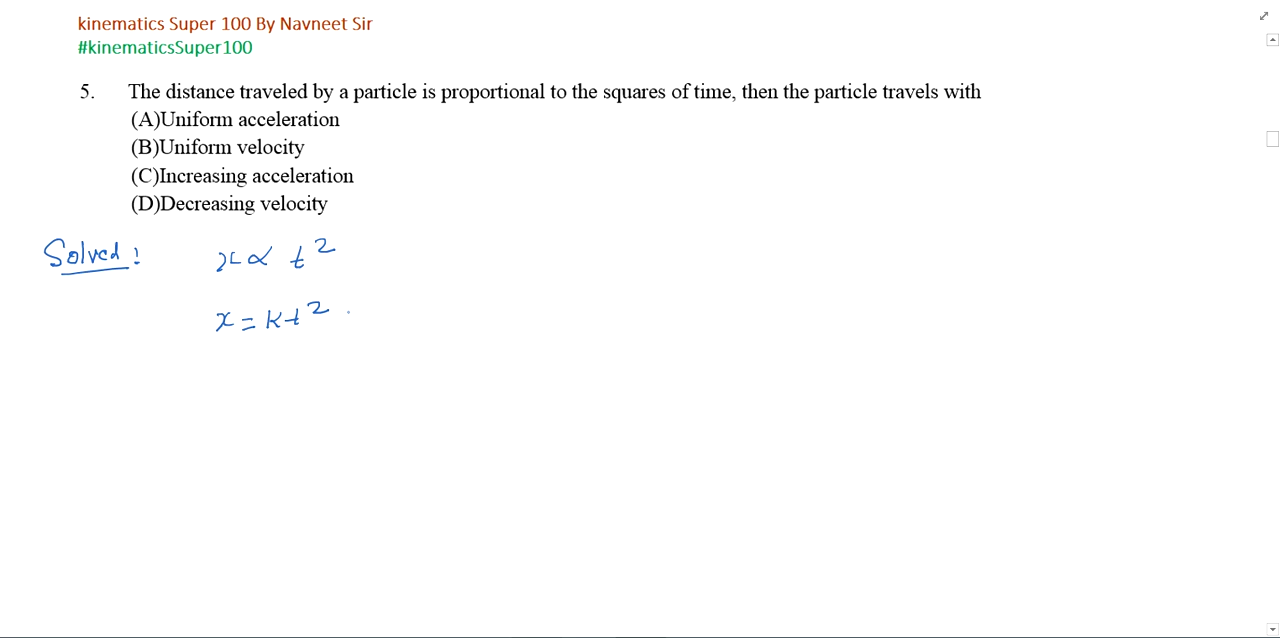 kinematics Super 100 By Navneet Sir
#kinematicsSuper100
5. The distance traveled by a particle is proportional to the squares of time, then the particle travels with
(A)Uniform acceleration
(B)Uniform velocity
(C)Increasing acceleration
(D)Decreasing velocity
Solved: x ∝ t²
x = kt²